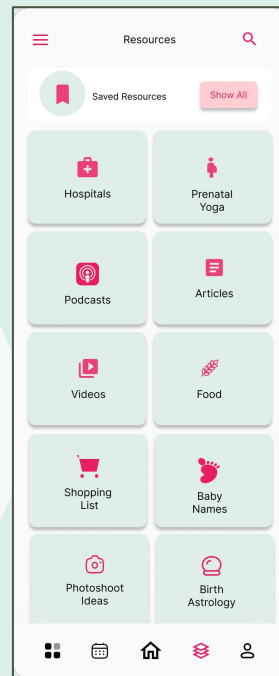 Resources
Saved Resources
Show All
Hospitals
Prenatal
Yoga
Podcasts
Articles
Videos
Food
Shopping
List
Baby
Names
Photoshoot
Ideas
Birth
Astrology